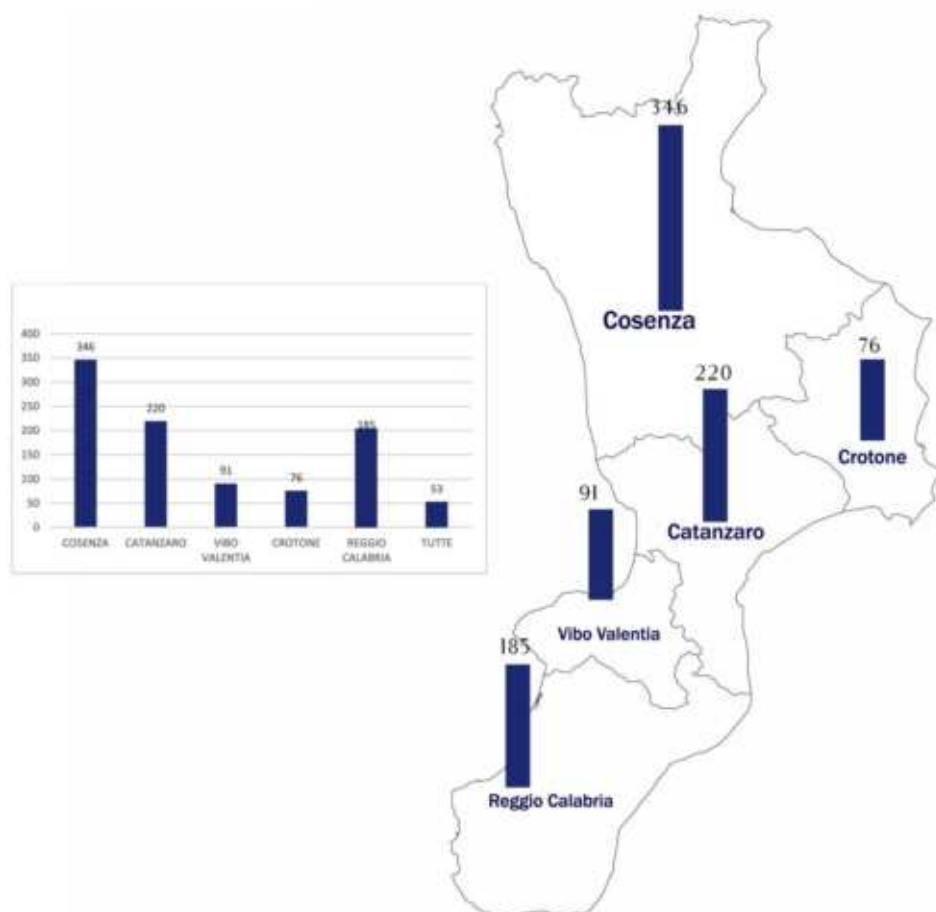 400
350
300
250
200
150
100
50
0
346
220
91
76
185
53
COSENZA
CATANZARO
VIBO
VALENTIA
CROTONE
REGGIO
CALABRIA
TUTTE
346
Cosenza
76
Crotone
220
Catanzaro
91
Vibo Valentia
185
Reggio Calabria